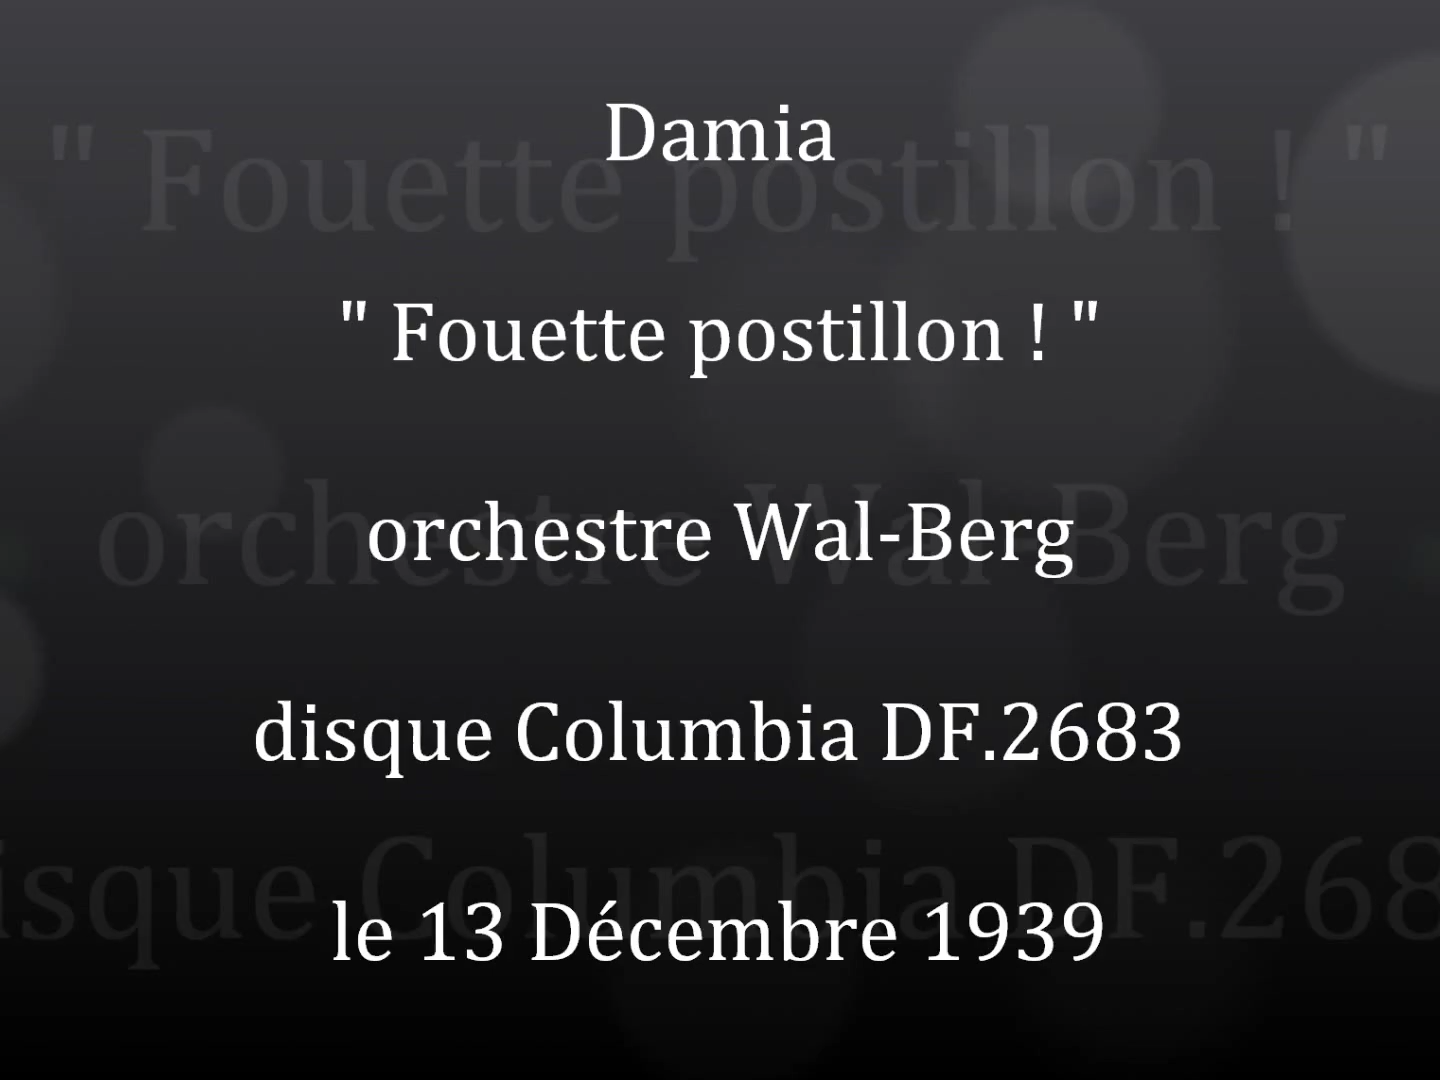 Damia
" Fouette postillon ! "
orchestre Wal-Berg
disque Columbia DF.2683
le 13 Décembre 1939